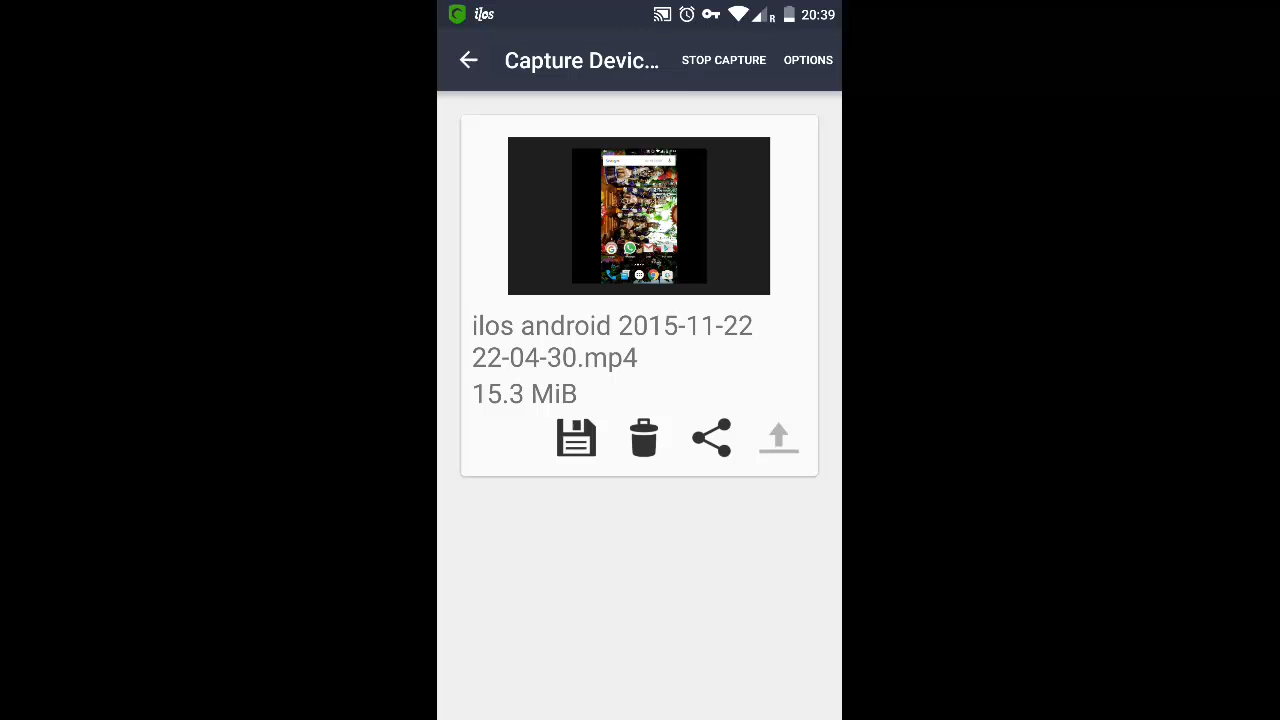 ilos
R
20:39
Capture Devic...
STOP CAPTURE
OPTIONS
Google
ilos android 2015-11-22
22-04-30.mp4
15.3 MiB